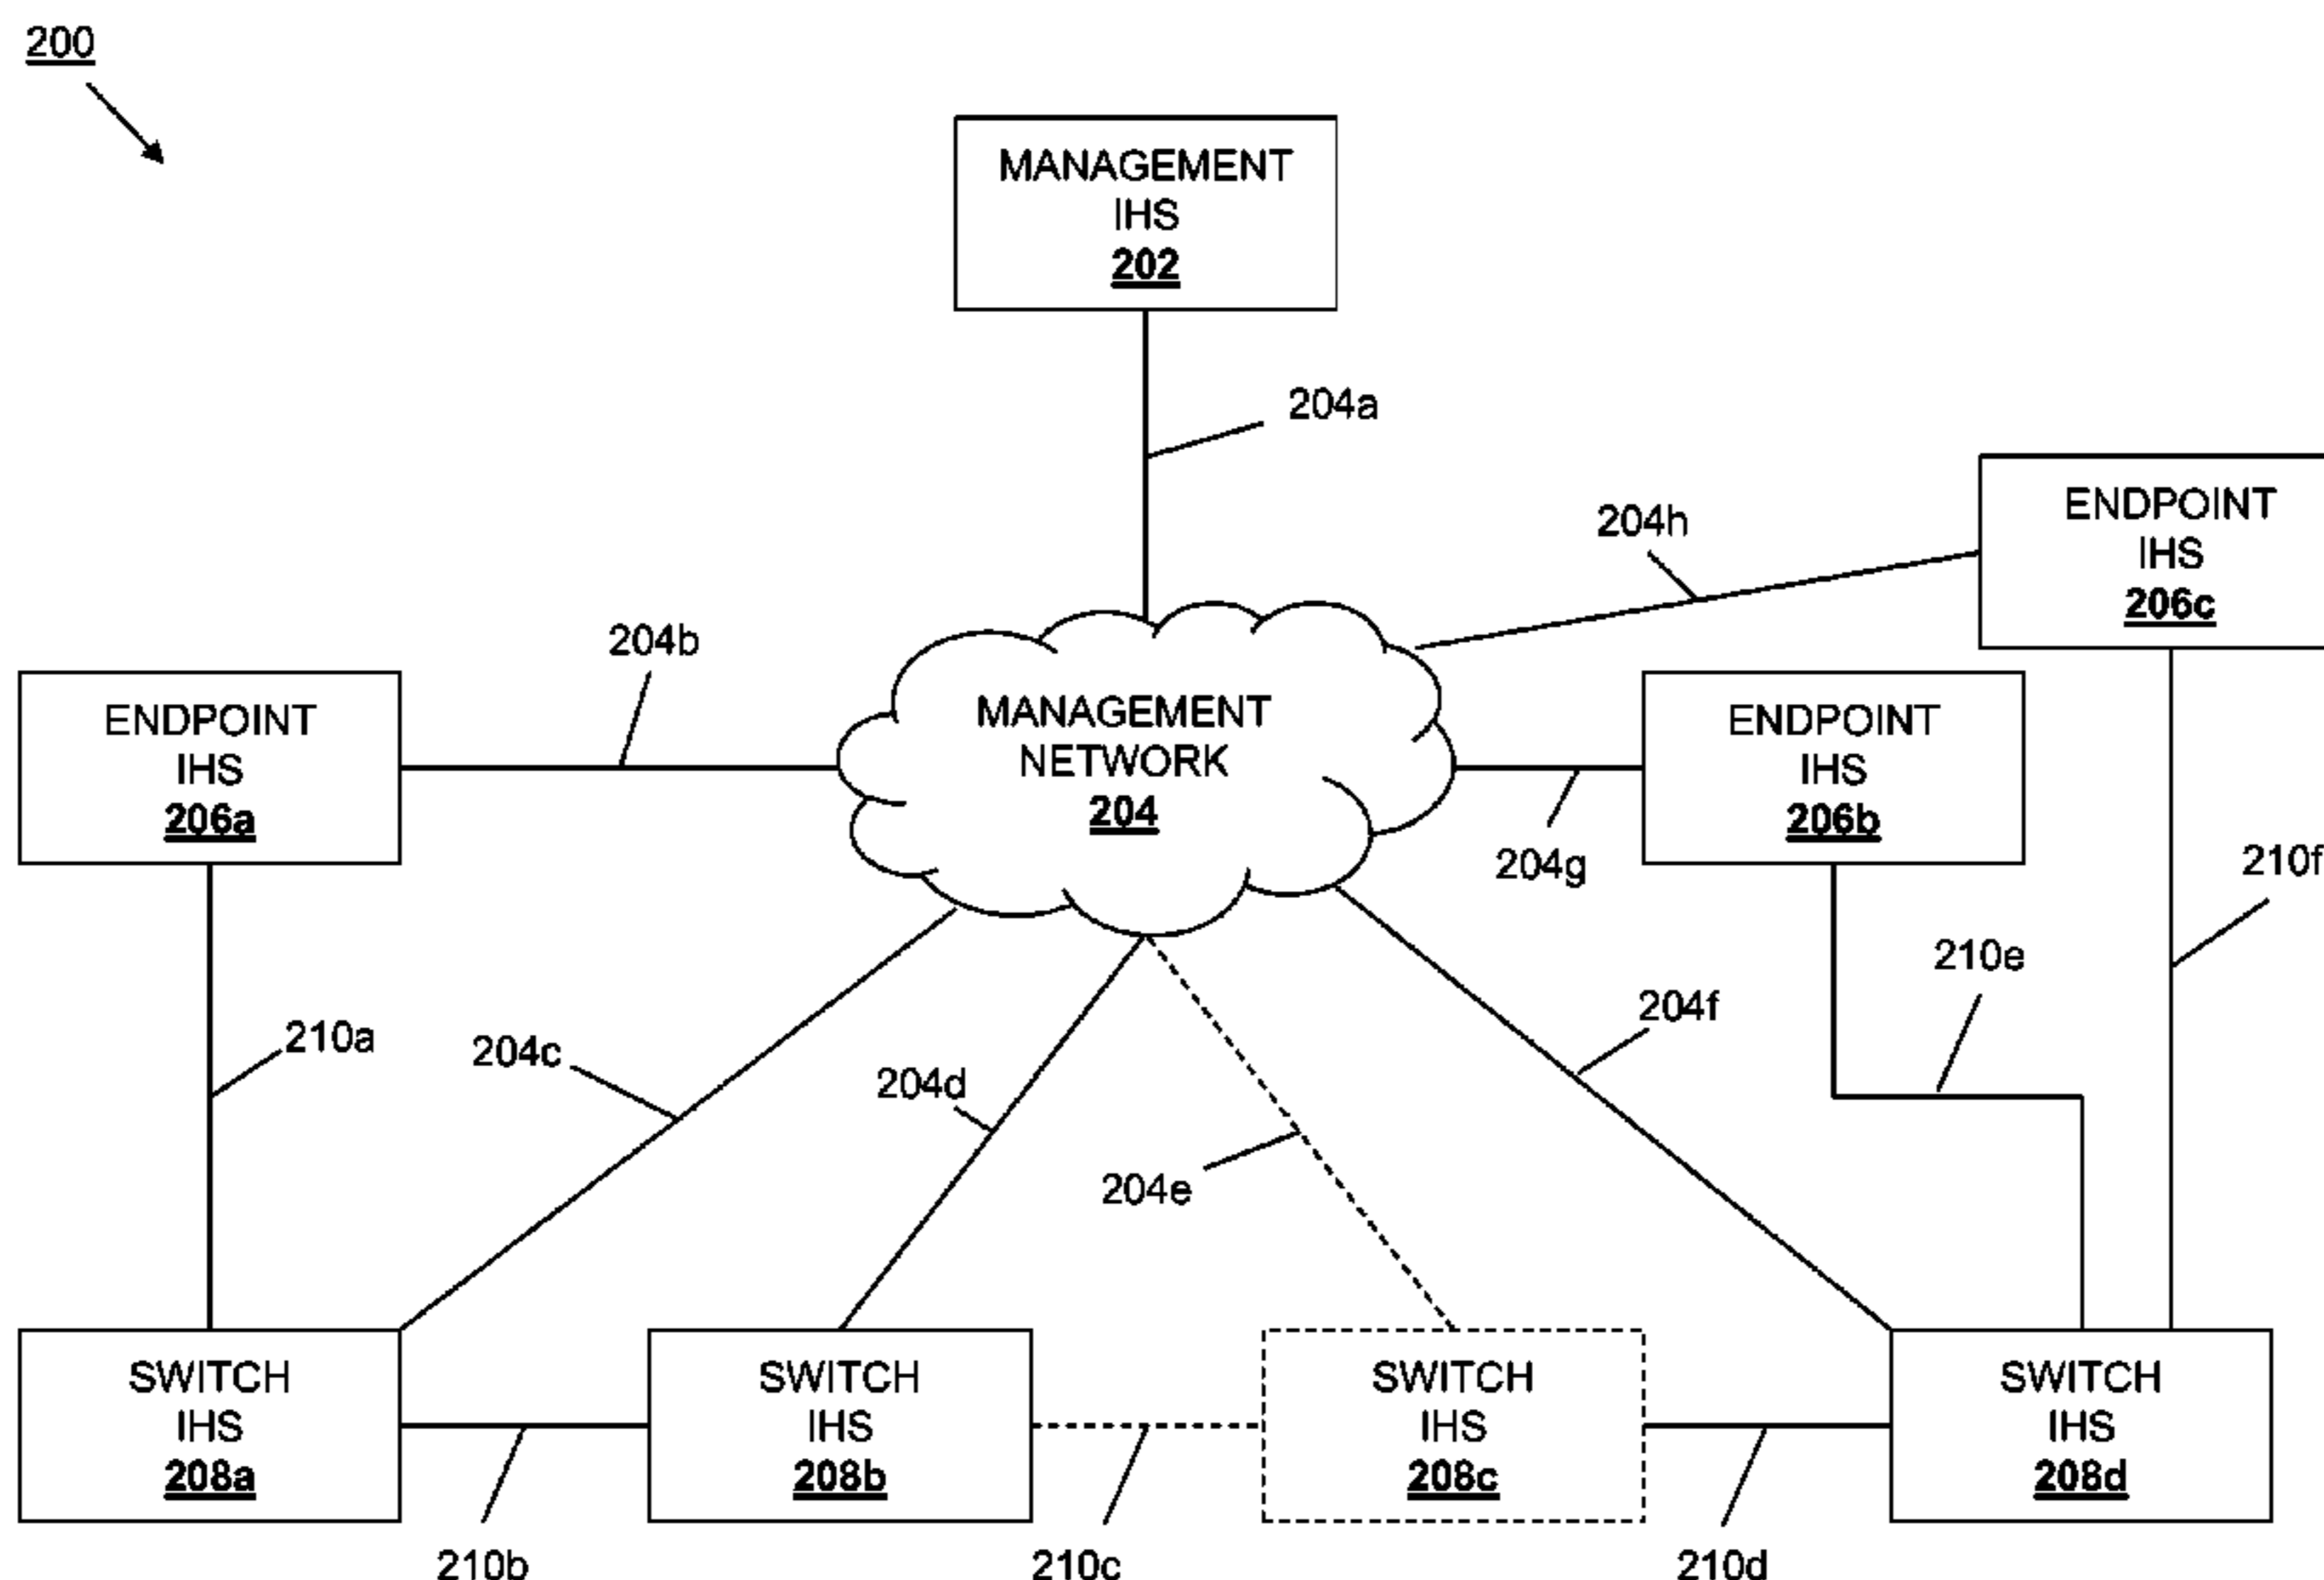 200
MANAGEMENT
IHS
202
204a
204h
ENDPOINT
IHS
206c
204b
ENDPOINT
IHS
206a
MANAGEMENT
NETWORK
204
ENDPOINT
IHS
206b
204g
210f
210e
204f
210a
204c
204d
204e
SWITCH
IHS
208a
SWITCH
IHS
208b
SWITCH
IHS
208c
SWITCH
IHS
208d
210b
210c
210d